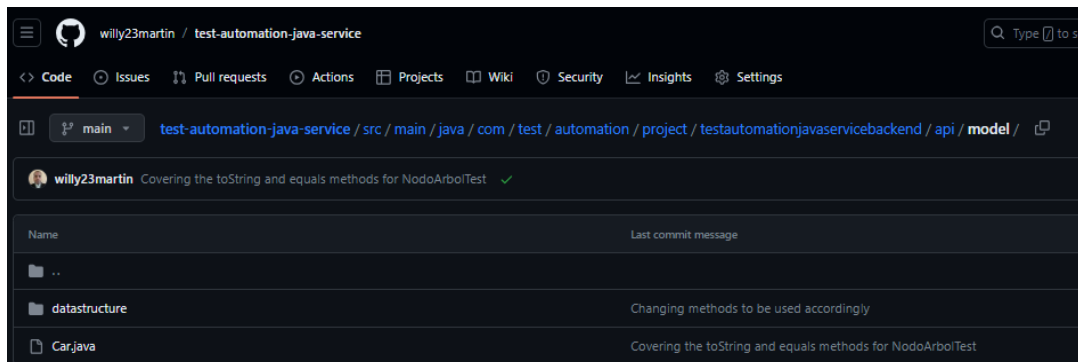 willy23martin / test-automation-java-service
Type / to s
<> Code Issues Pull requests Actions Projects Wiki Security Insights Settings
main test-automation-java-service / src / main / java / com / test / automation / project / testautomationjavaservicebackend / api / model /
willy23martin Covering the toString and equals methods for NodoArbolTest
Name Last commit message
..
datastructure Changing methods to be used accordingly
Car.java Covering the toString and equals methods for NodoArbolTest